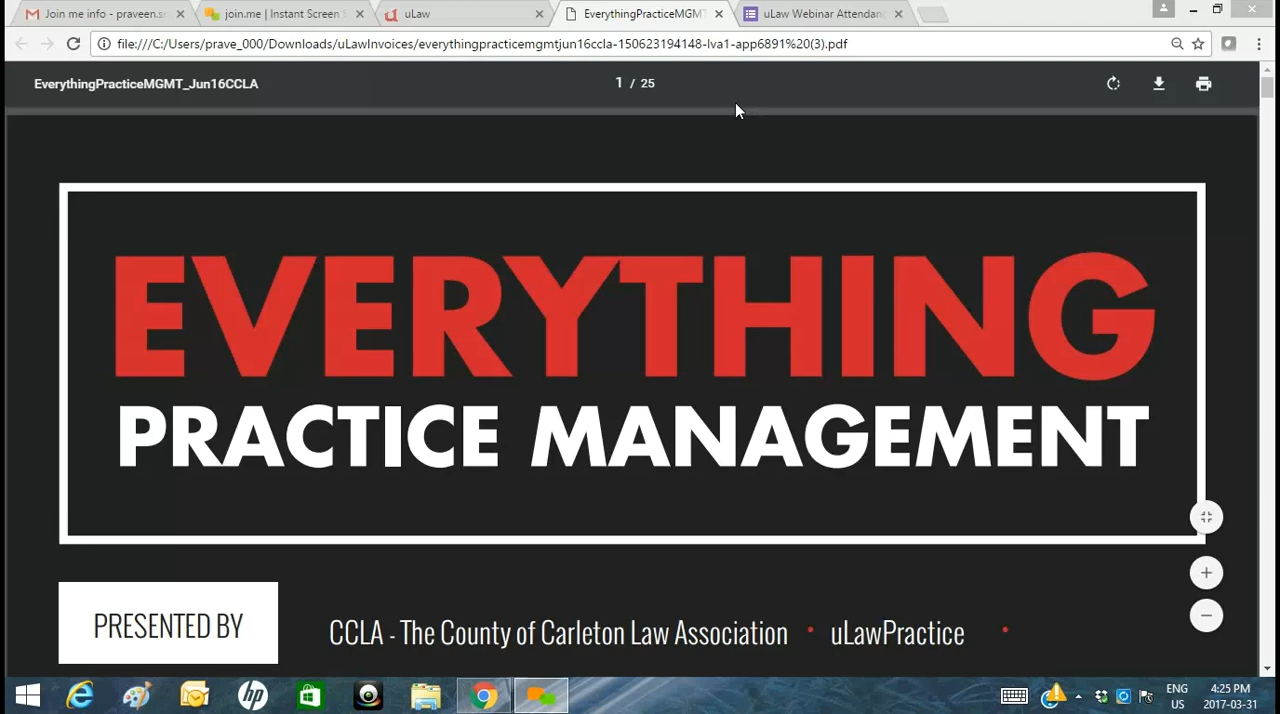 Join me info - praveen.sr
join.me | Instant Screen S
uLaw
EverythingPracticeMGMT
uLaw Webinar Attendanc
file:///C:/Users/prave_000/Downloads/uLawInvoices/everythingpracticemgmtjun16ccla-150623194148-lva1-app6891%20(3).pdf
EverythingPracticeMGMT_Jun16CCLA
1 / 25
EVERYTHING
PRACTICE MANAGEMENT
PRESENTED BY
CCLA - The County of Carleton Law Association • uLawPractice •
ENG
US
4:25 PM
2017-03-31